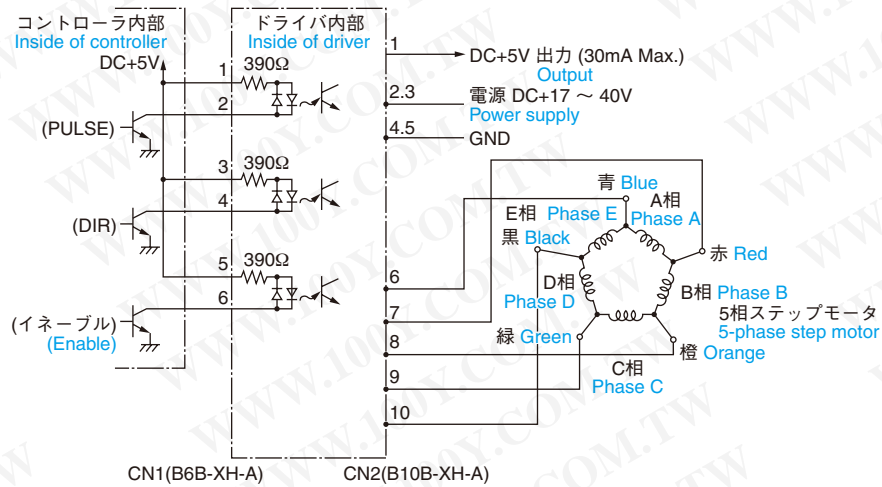 コントローラ内部
Inside of controller
DC+5V
ドライバ内部
Inside of driver
1
390Ω
2
(PULSE)
3
390Ω
4
(DIR)
5
390Ω
6
(イネーブル)
(Enable)
1
DC+5V 出力 (30mA Max.)
Output
2.3
電源 DC+17 ～ 40V
Power supply
4.5
GND
青 Blue
A相
Phase A
E相 Phase E
黒 Black
赤 Red
D相
Phase D
B相 Phase B
5相ステップモータ
5-phase step motor
緑 Green
橙 Orange
C相
Phase C
6
7
8
9
10
CN1(B6B-XH-A)
CN2(B10B-XH-A)
WWW.100Y.COM.TW